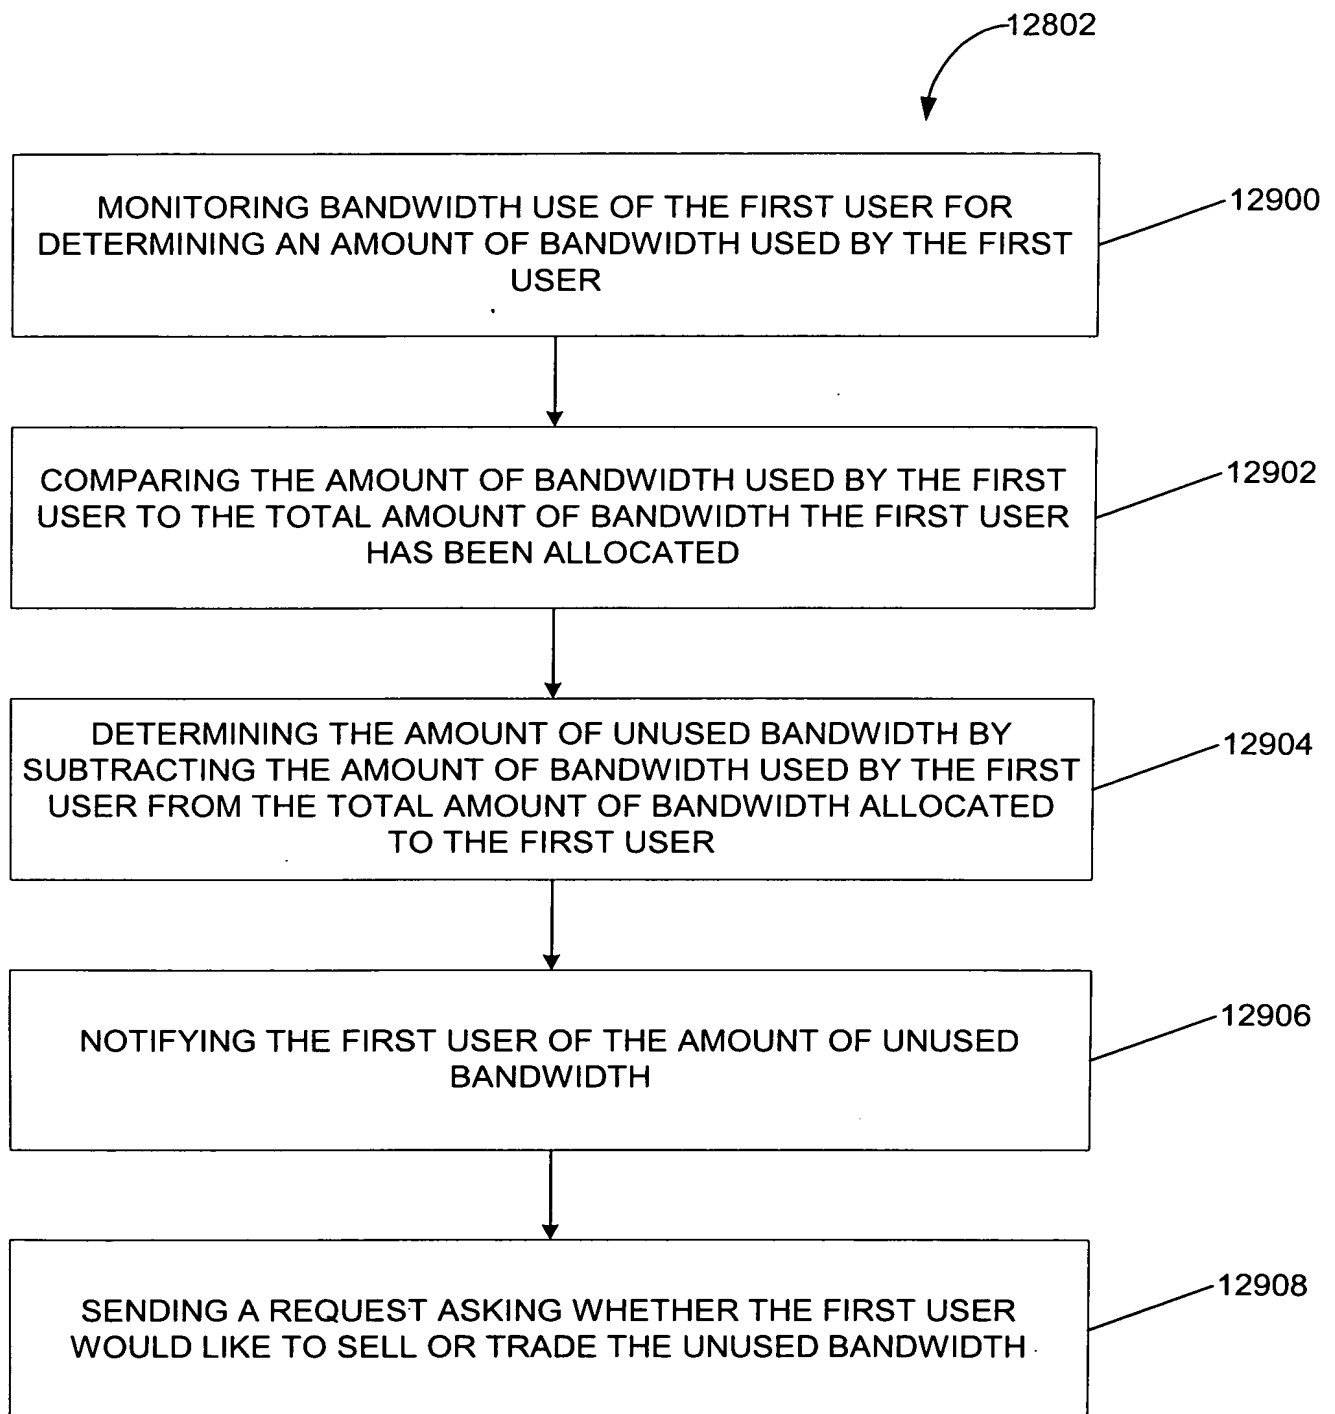 12802
MONITORING BANDWIDTH USE OF THE FIRST USER FOR
DETERMINING AN AMOUNT OF BANDWIDTH USED BY THE FIRST
USER
12900
COMPARING THE AMOUNT OF BANDWIDTH USED BY THE FIRST
USER TO THE TOTAL AMOUNT OF BANDWIDTH THE FIRST USER
HAS BEEN ALLOCATED
12902
DETERMINING THE AMOUNT OF UNUSED BANDWIDTH BY
SUBTRACTING THE AMOUNT OF BANDWIDTH USED BY THE FIRST
USER FROM THE TOTAL AMOUNT OF BANDWIDTH ALLOCATED
TO THE FIRST USER
12904
NOTIFYING THE FIRST USER OF THE AMOUNT OF UNUSED
BANDWIDTH
12906
SENDING A REQUEST ASKING WHETHER THE FIRST USER
WOULD LIKE TO SELL OR TRADE THE UNUSED BANDWIDTH
12908